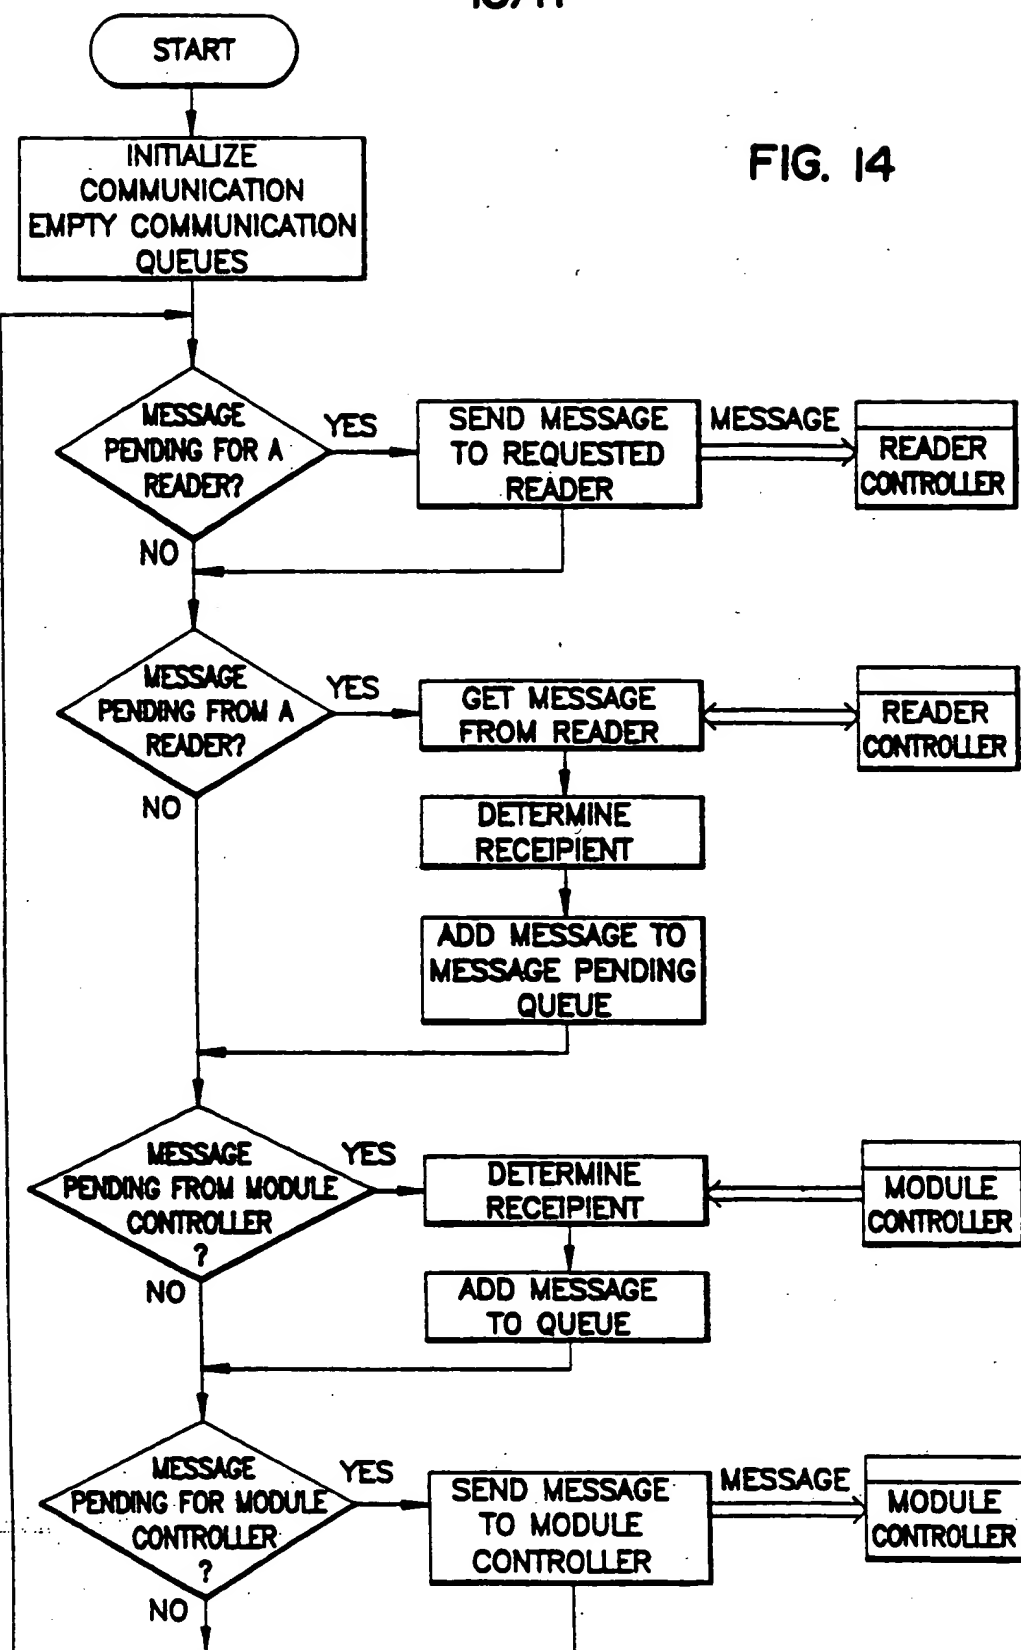 START
FIG. 14
INITIALIZE
COMMUNICATION
EMPTY COMMUNICATION
QUEUES
MESSAGE
PENDING FOR A
READER?
YES
SEND MESSAGE
TO REQUESTED
READER
MESSAGE
READER
CONTROLLER
NO
MESSAGE
PENDING FROM A
READER?
YES
GET MESSAGE
FROM READER
READER
CONTROLLER
NO
DETERMINE
RECEIPIENT
ADD MESSAGE TO
MESSAGE PENDING
QUEUE
MESSAGE
PENDING FROM MODULE
CONTROLLER
?
YES
DETERMINE
RECEIPIENT
MODULE
CONTROLLER
NO
ADD MESSAGE
TO QUEUE
MESSAGE
PENDING FOR MODULE
CONTROLLER
?
YES
SEND MESSAGE
TO MODULE
CONTROLLER
MESSAGE
MODULE
CONTROLLER
NO